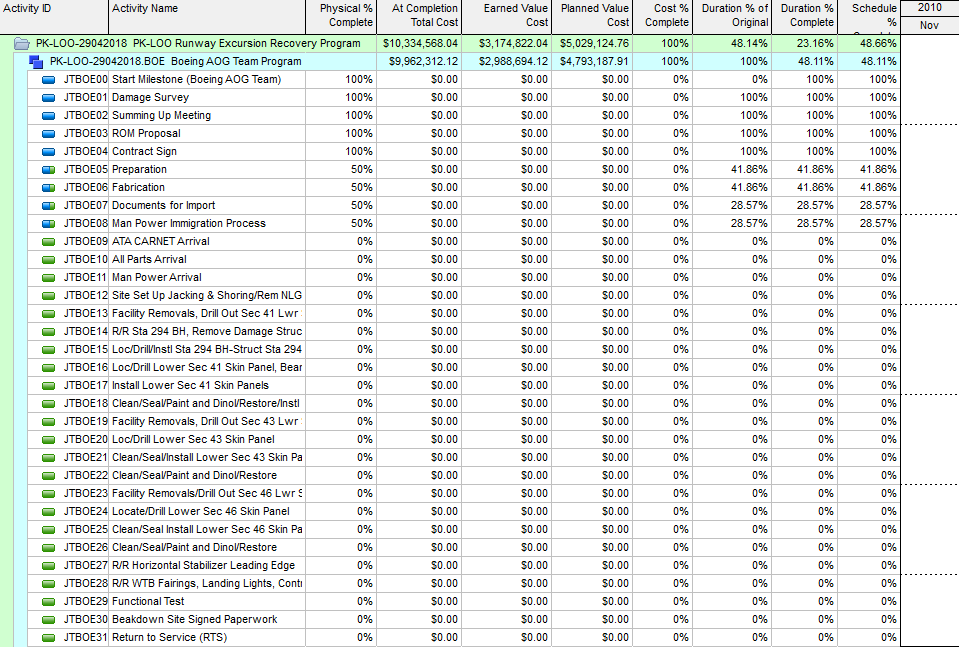 Activity ID Activity Name Physical % Complete At Completion Total Cost Earned Value Cost Planned Value Cost Cost % Complete Duration % of Original Duration % Complete Schedule % 2010 Nov
PK-LOO-29042018 PK-LOO Runway Excursion Recovery Program $10,334,568.04 $3,174,822.04 $5,029,124.76 100% 48.14% 23.16% 48.66%
PK-LOO-29042018.BOE Boeing AOG Team Program $9,962,312.12 $2,988,694.12 $4,793,187.91 100% 100% 48.11% 48.11%
JTBOE00 Start Milestone (Boeing AOG Team) 100% $0.00 $0.00 $0.00 0% 0% 100% 100%
JTBOE01 Damage Survey 100% $0.00 $0.00 $0.00 0% 100% 100% 100%
JTBOE02 Summing Up Meeting 100% $0.00 $0.00 $0.00 0% 100% 100% 100%
JTBOE03 ROM Proposal 100% $0.00 $0.00 $0.00 0% 100% 100% 100%
JTBOE04 Contract Sign 100% $0.00 $0.00 $0.00 0% 100% 100% 100%
JTBOE05 Preparation 50% $0.00 $0.00 $0.00 0% 41.86% 41.86% 41.86%
JTBOE06 Fabrication 50% $0.00 $0.00 $0.00 0% 41.86% 41.86% 41.86%
JTBOE07 Documents for Import 50% $0.00 $0.00 $0.00 0% 28.57% 28.57% 28.57%
JTBOE08 Man Power Immigration Process 50% $0.00 $0.00 $0.00 0% 28.57% 28.57% 28.57%
JTBOE09 ATA CARNET Arrival 0% $0.00 $0.00 $0.00 0% 0% 0% 0%
JTBOE10 All Parts Arrival 0% $0.00 $0.00 $0.00 0% 0% 0% 0%
JTBOE11 Man Power Arrival 0% $0.00 $0.00 $0.00 0% 0% 0% 0%
JTBOE12 Site Set Up Jacking & Shoring/Rem NLG 0% $0.00 $0.00 $0.00 0% 0% 0% 0%
JTBOE13 Facility Removals, Drill Out Sec 41 Lwr 0% $0.00 $0.00 $0.00 0% 0% 0% 0%
JTBOE14 R/R Sta 294 BH, Remove Damage Struc 0% $0.00 $0.00 $0.00 0% 0% 0% 0%
JTBOE15 Loc/Drill/Instl Sta 294 BH-Struct Sta 294 0% $0.00 $0.00 $0.00 0% 0% 0% 0%
JTBOE16 Loc/Drill Lower Sec 41 Skin Panel, Bear 0% $0.00 $0.00 $0.00 0% 0% 0% 0%
JTBOE17 Install Lower Sec 41 Skin Panels 0% $0.00 $0.00 $0.00 0% 0% 0% 0%
JTBOE18 Clean/Seal/Paint and Dinol/Restore/Instl 0% $0.00 $0.00 $0.00 0% 0% 0% 0%
JTBOE19 Facility Removals, Drill Out Sec 43 Lwr 0% $0.00 $0.00 $0.00 0% 0% 0% 0%
JTBOE20 Loc/Drill Lower Sec 43 Skin Panel 0% $0.00 $0.00 $0.00 0% 0% 0% 0%
JTBOE21 Clean/Seal/Install Lower Sec 43 Skin Pa 0% $0.00 $0.00 $0.00 0% 0% 0% 0%
JTBOE22 Clean/Seal/Paint and Dinol/Restore 0% $0.00 $0.00 $0.00 0% 0% 0% 0%
JTBOE23 Facility Removals/Drill Out Sec 46 Lwr S 0% $0.00 $0.00 $0.00 0% 0% 0% 0%
JTBOE24 Locate/Drill Lower Sec 46 Skin Panel 0% $0.00 $0.00 $0.00 0% 0% 0% 0%
JTBOE25 Clean/Seal Install Lower Sec 46 Skin Pa 0% $0.00 $0.00 $0.00 0% 0% 0% 0%
JTBOE26 Clean/Seal/Paint and Dinol/Restore 0% $0.00 $0.00 $0.00 0% 0% 0% 0%
JTBOE27 R/R Horizontal Stabilizer Leading Edge 0% $0.00 $0.00 $0.00 0% 0% 0% 0%
JTBOE28 R/R WTB Fairings, Landing Lights, Contr 0% $0.00 $0.00 $0.00 0% 0% 0% 0%
JTBOE29 Functional Test 0% $0.00 $0.00 $0.00 0% 0% 0% 0%
JTBOE30 Beakdown Site Signed Paperwork 0% $0.00 $0.00 $0.00 0% 0% 0% 0%
JTBOE31 Return to Service (RTS) 0% $0.00 $0.00 $0.00 0% 0% 0% 0%